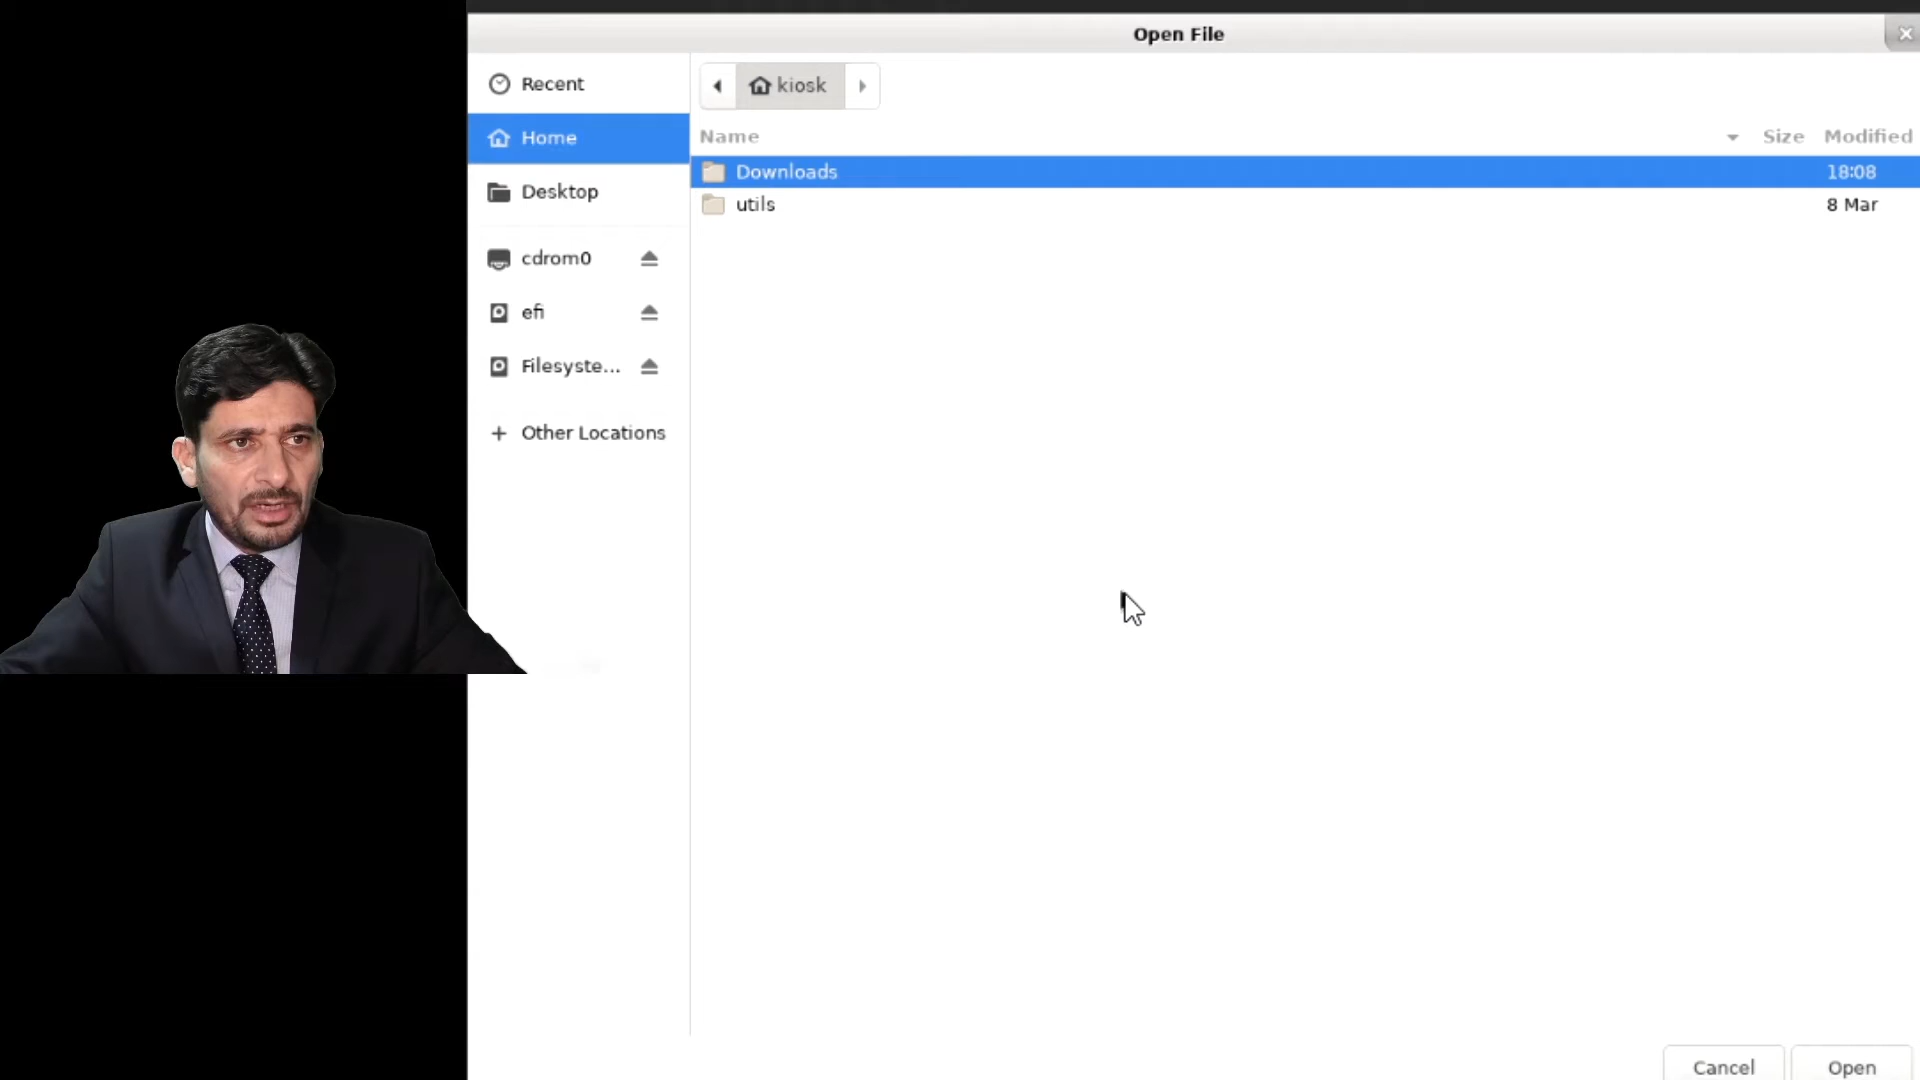 Open File
Recent
kiosk
Home
Name Size Modified
Downloads 18:08
Desktop
utils 8 Mar
cdrom0
efi
Filesyste...
Other Locations
Cancel Open